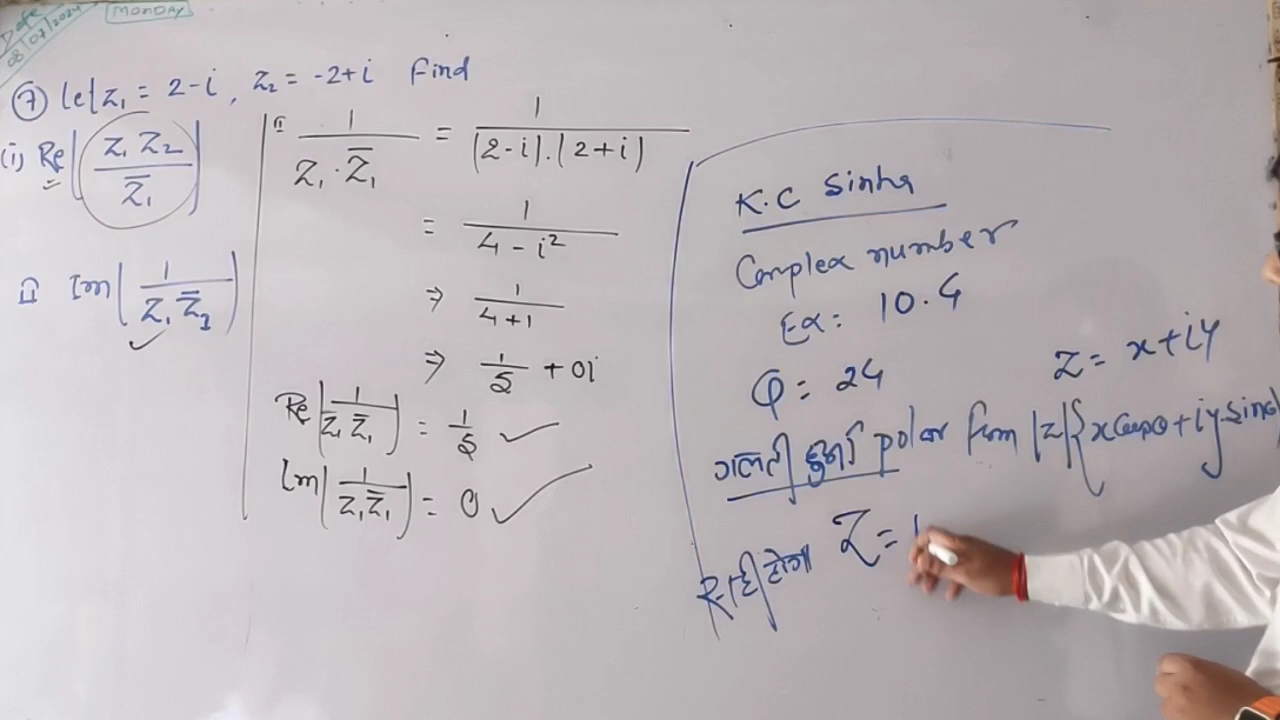 Date
08/07/2024
MONDAY
⑦ let z₁ = 2-i, z₂ = -2+i Find
(i) Re(z₁ z₂ / z̄₁)
II Im(1 / z₁ z̄₁)
II 1 / z₁·z̄₁ = 1 / (2-i).(2+i)
= 1 / 4 - i²
⇒ 1 / 4+1
⇒ 1/5 + 0i
Re(1 / z₁ z̄₁) = 1/5 ✓
Im(1 / z₁ z̄₁) = 0 ✓
K.C Sinha
Complex number
Ex: 10.4
Q = 24
z = x+iy
गलती हुआ polar form |z|{xcosθ + iy sinθ
सही होगा Z =